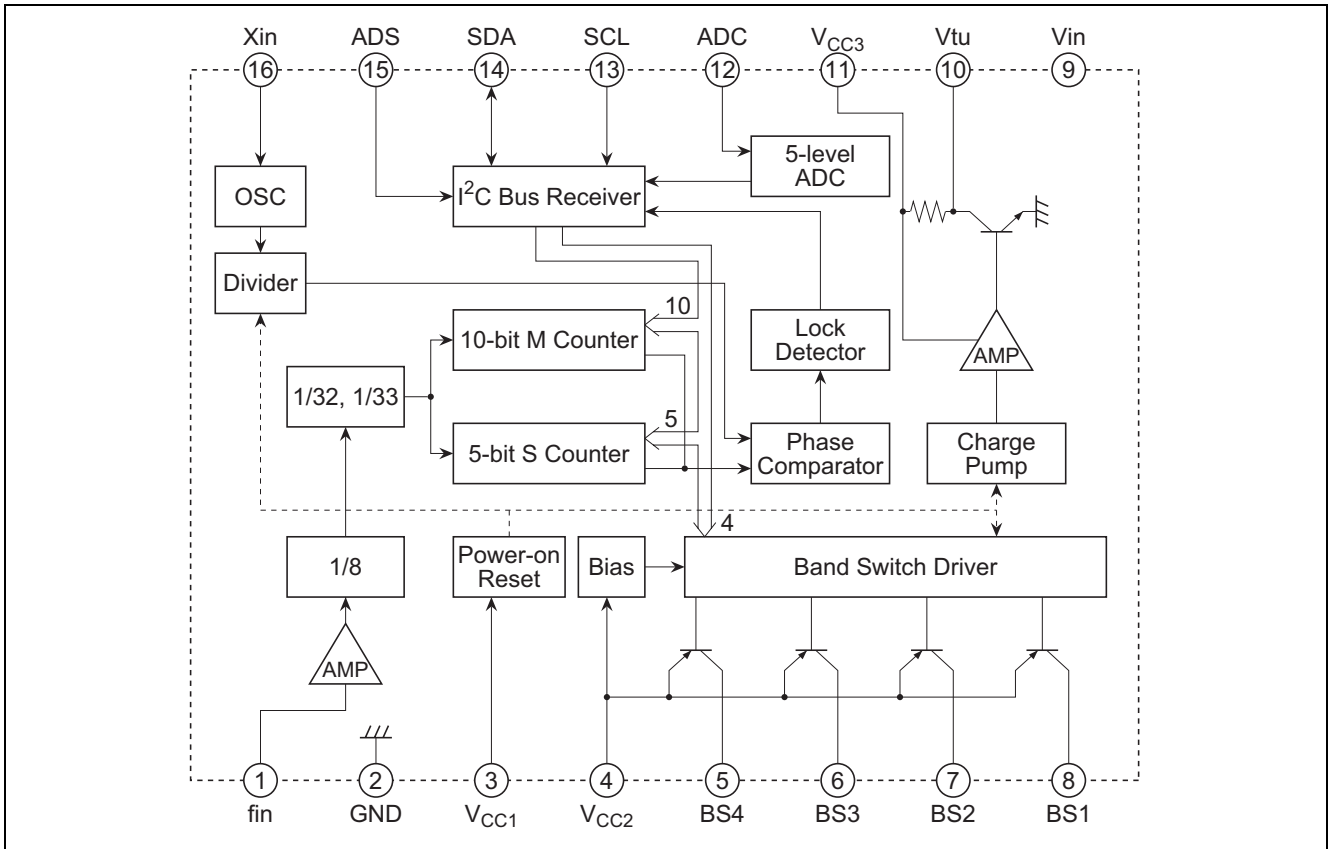 Xin ADS SDA SCL ADC VCC3 Vtu Vin
16 15 14 13 12 11 10 9
OSC
I2C Bus Receiver
5-level
ADC
Divider
10
10-bit M Counter
Lock
Detector
AMP
1/32, 1/33
5
5-bit S Counter
Phase
Comparator
Charge
Pump
4
1/8
Power-on
Reset
Bias
Band Switch Driver
AMP
1 2 3 4 5 6 7 8
fin GND VCC1 VCC2 BS4 BS3 BS2 BS1